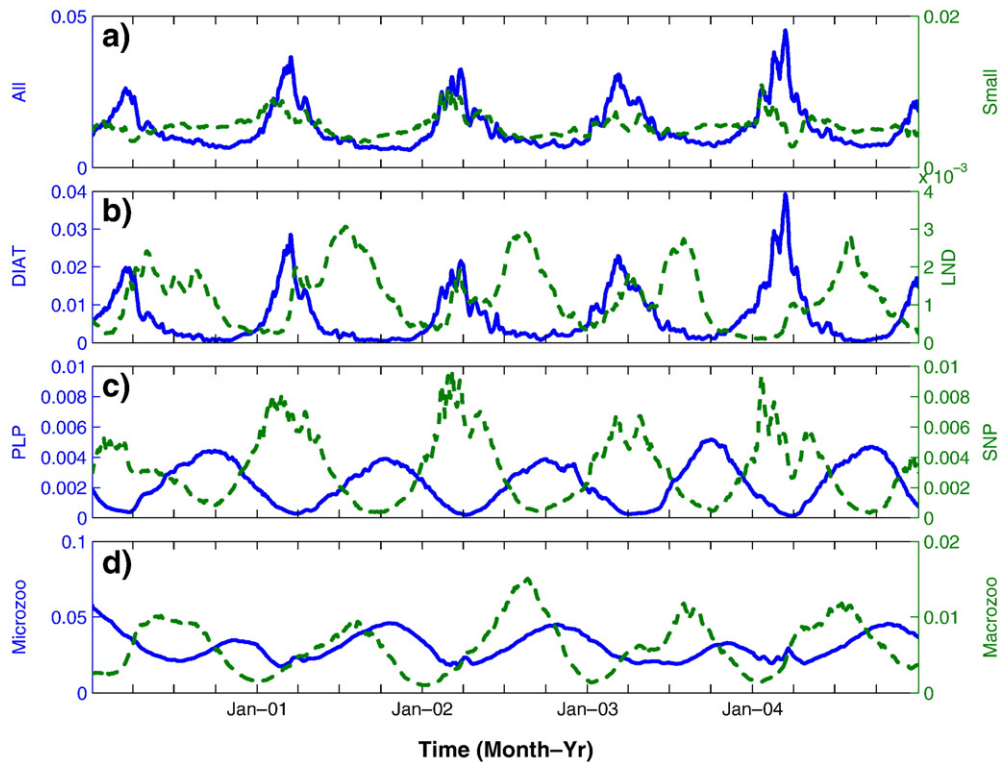 a)
All
0.05
0
0.02
0
Small
x 10⁻³
b)
DIAT
0.04
0.03
0.02
0.01
0
4
3
2
1
0
LND
c)
PLP
0.01
0.008
0.006
0.004
0.002
0
0.01
0.008
0.006
0.004
0.002
0
SNP
d)
Microzoo
0.1
0.05
0
0.02
0.01
0
Macrozoo
Jan–01 Jan–02 Jan–03 Jan–04
Time (Month–Yr)